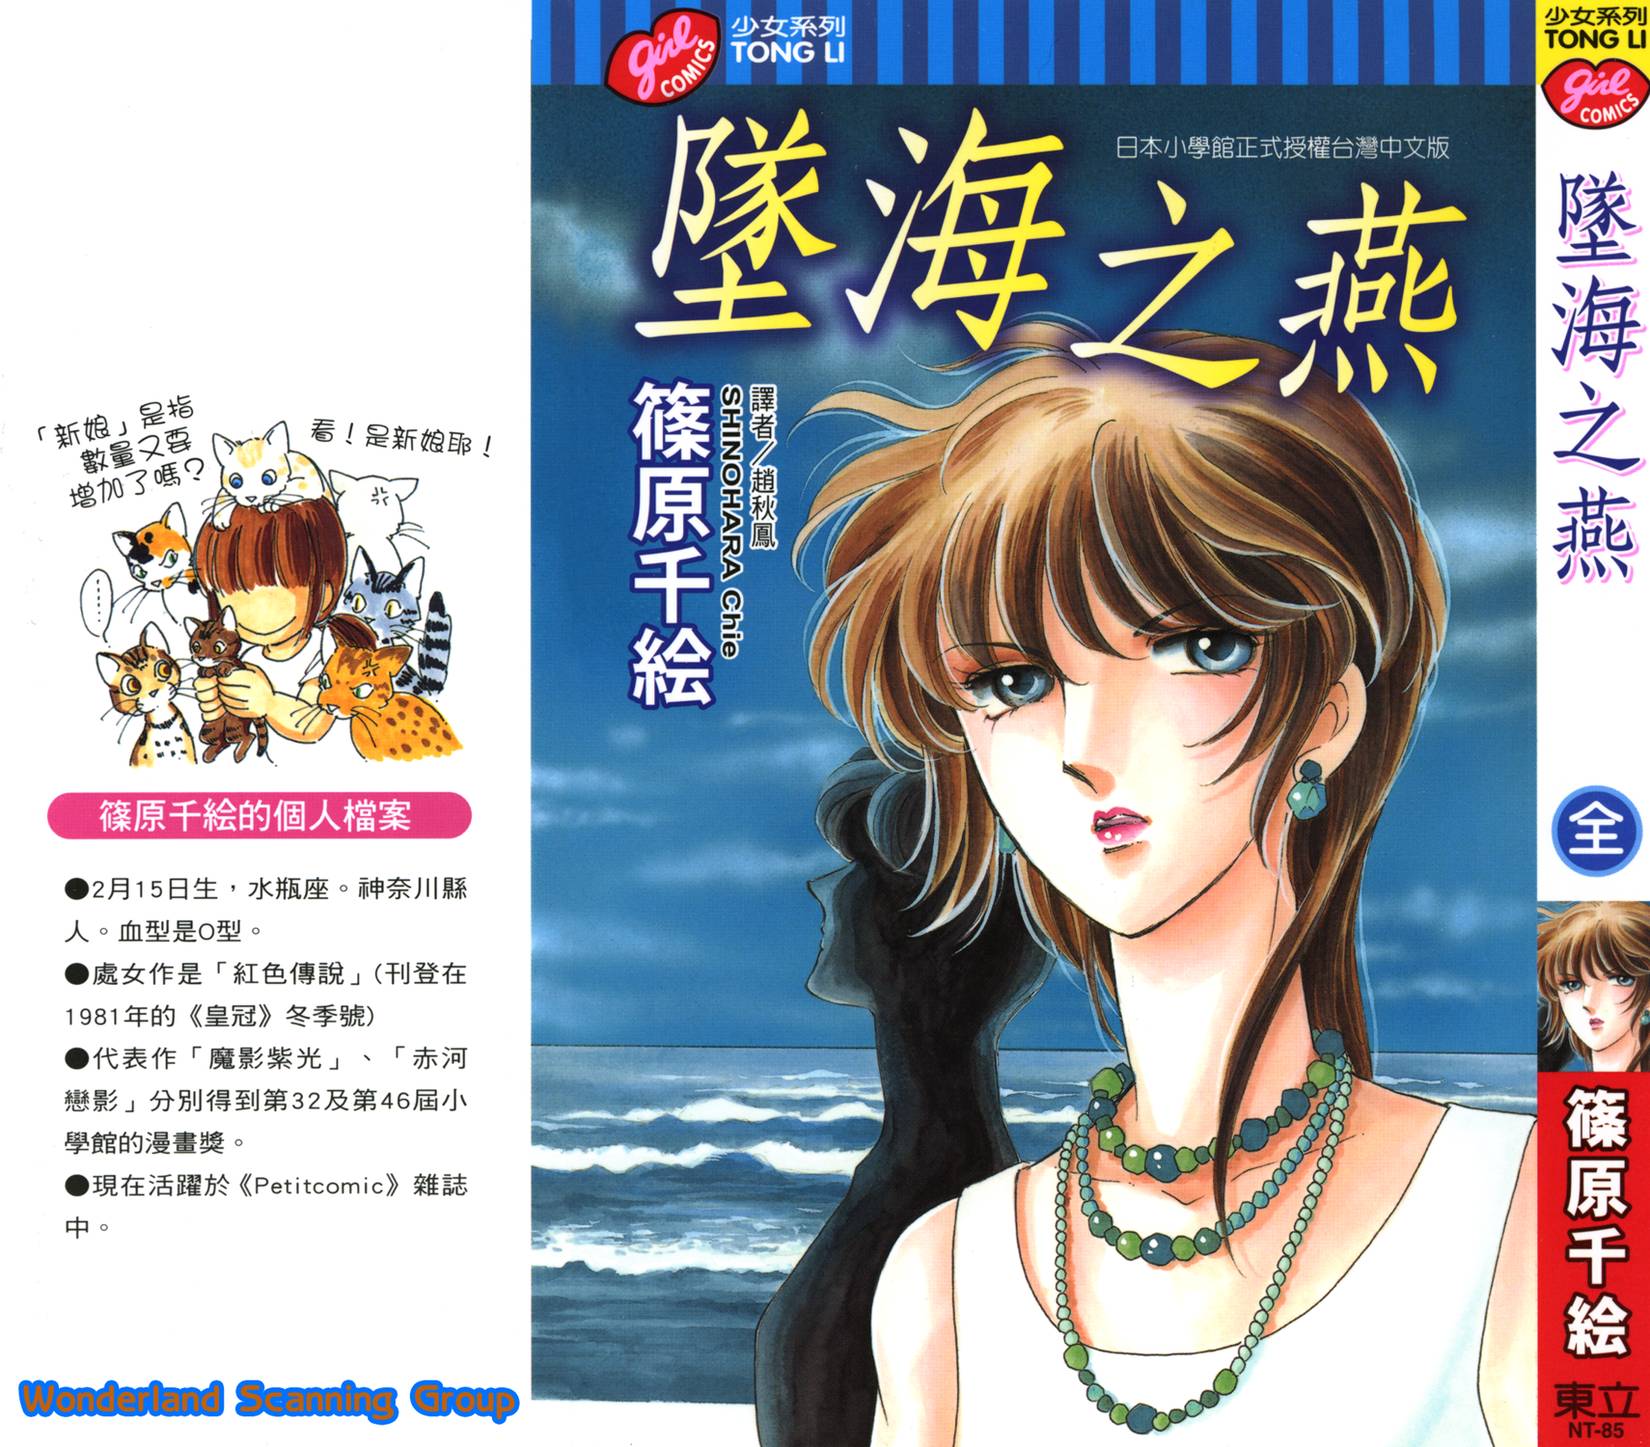 「新娘」是指
數量又要
增加了嗎?
看!是新娘耶!
......
篠原千絵的個人檔案
●2月15日生，水瓶座。神奈川縣
人。血型是O型。
●處女作是「紅色傳說」(刊登在
1981年的《皇冠》冬季號)
●代表作「魔影紫光」、「赤河
戀影」分別得到第32及第46屆小
學館的漫畫獎。
●現在活躍於《Petitcomic》雜誌
中。
Wonderland Scanning Group
girl
COMICS
少女系列
TONG LI
日本小學館正式授權台灣中文版
墜海之燕
譯者/趙秋鳳
SHINOHARA Chie
篠原千絵
少女系列
TONG LI
girl
COMICS
墜海之燕
全
篠原千絵
東立
NT-85